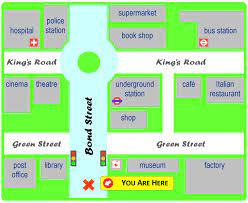 hospital
police
station
supermarket
book shop
bus station
King's Road
King's Road
Bond Street
cinema
theatre
underground
station
shop
café
Italian
restaurant
Green Street
Green Street
post
office
library
museum
factory
YOU ARE HERE